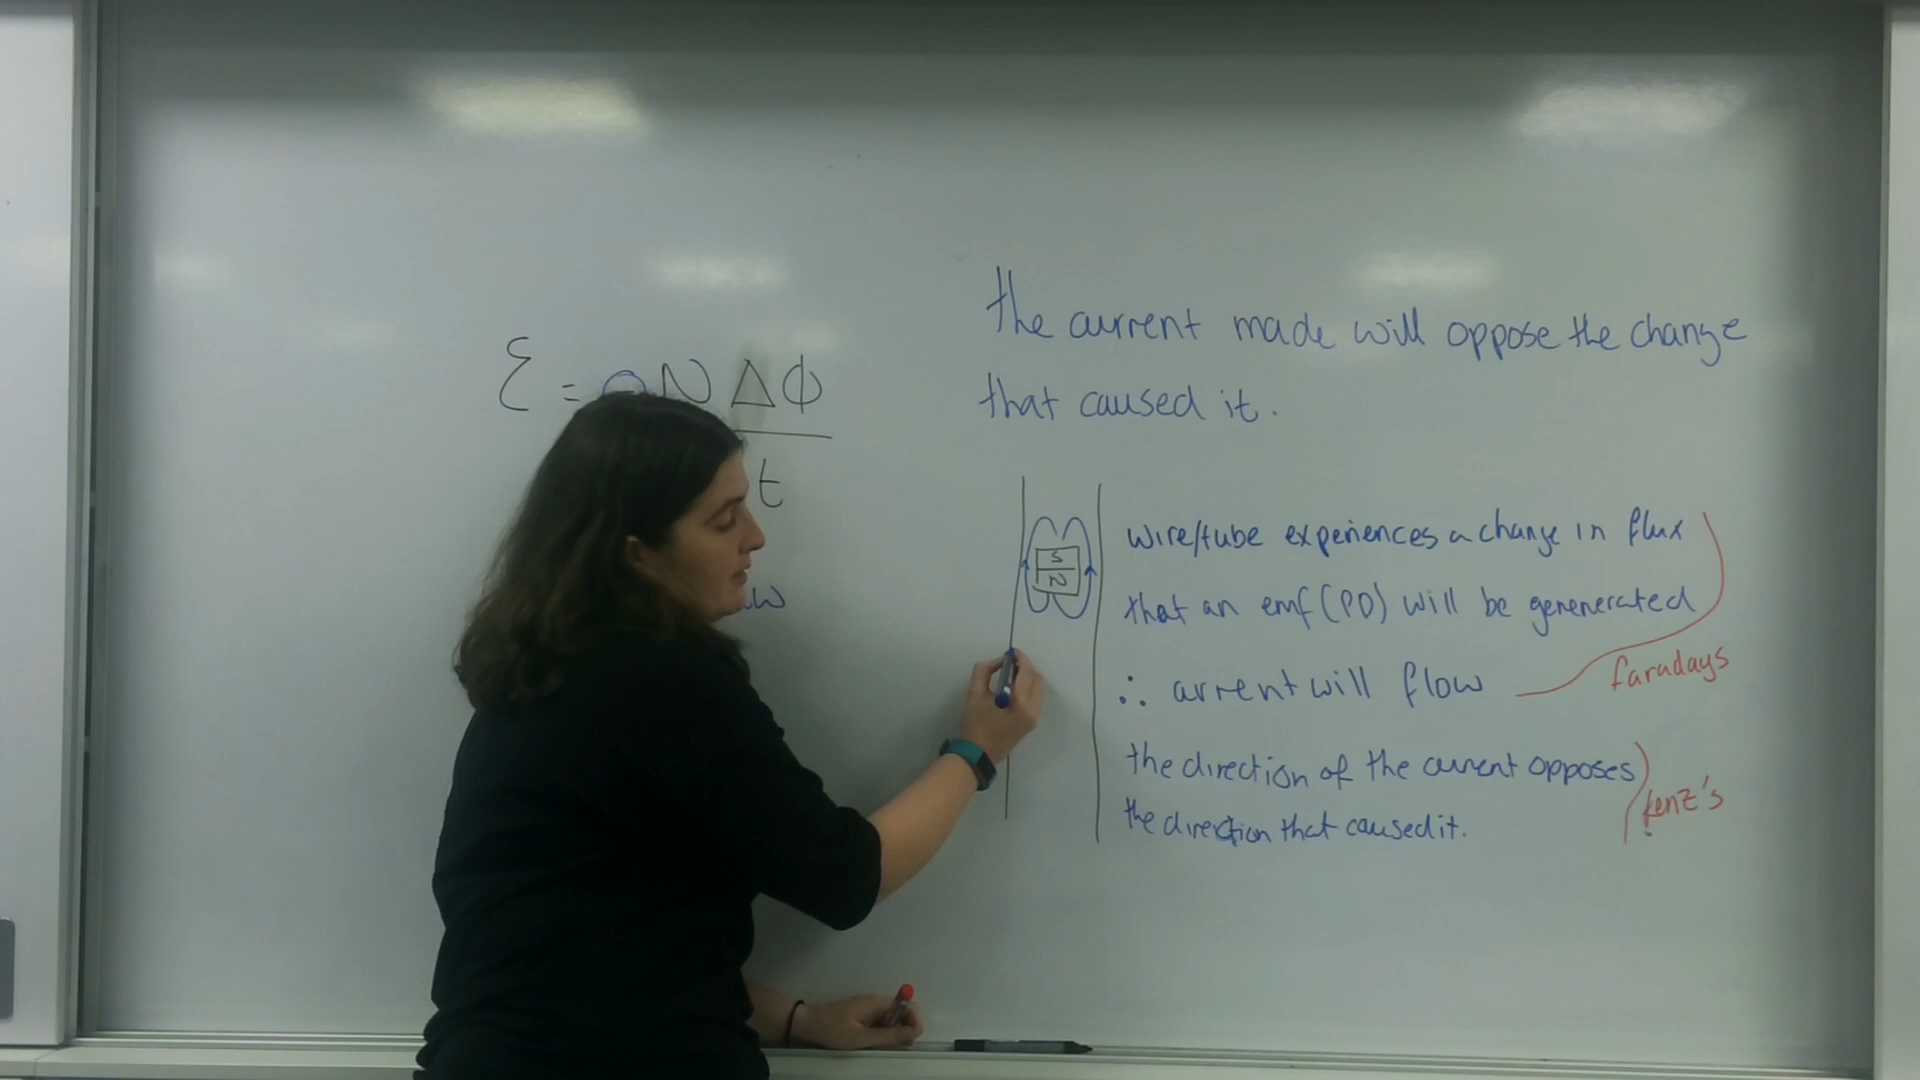 the current made will oppose the change
that caused it.
Ɛ = - N Δφ
t
S
N
wire/tube experiences a change in flux
that an emf (PD) will be genenerated
∴ current will flow
faradays
the direction of the current opposes
the direction that caused it.
Lenz's